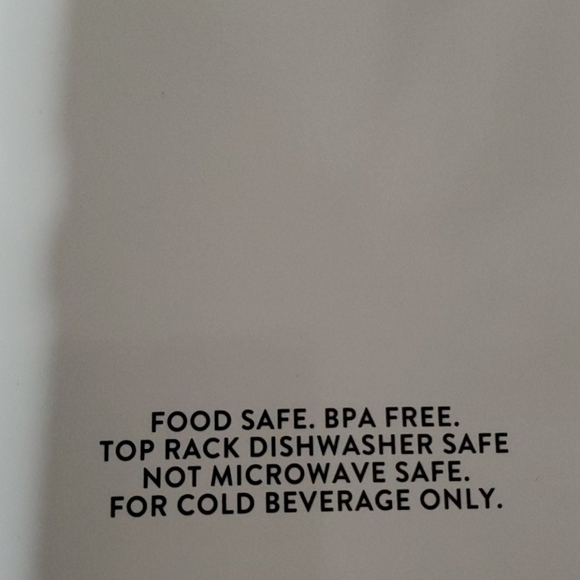 FOOD SAFE. BPA FREE.
TOP RACK DISHWASHER SAFE
NOT MICROWAVE SAFE.
FOR COLD BEVERAGE ONLY.